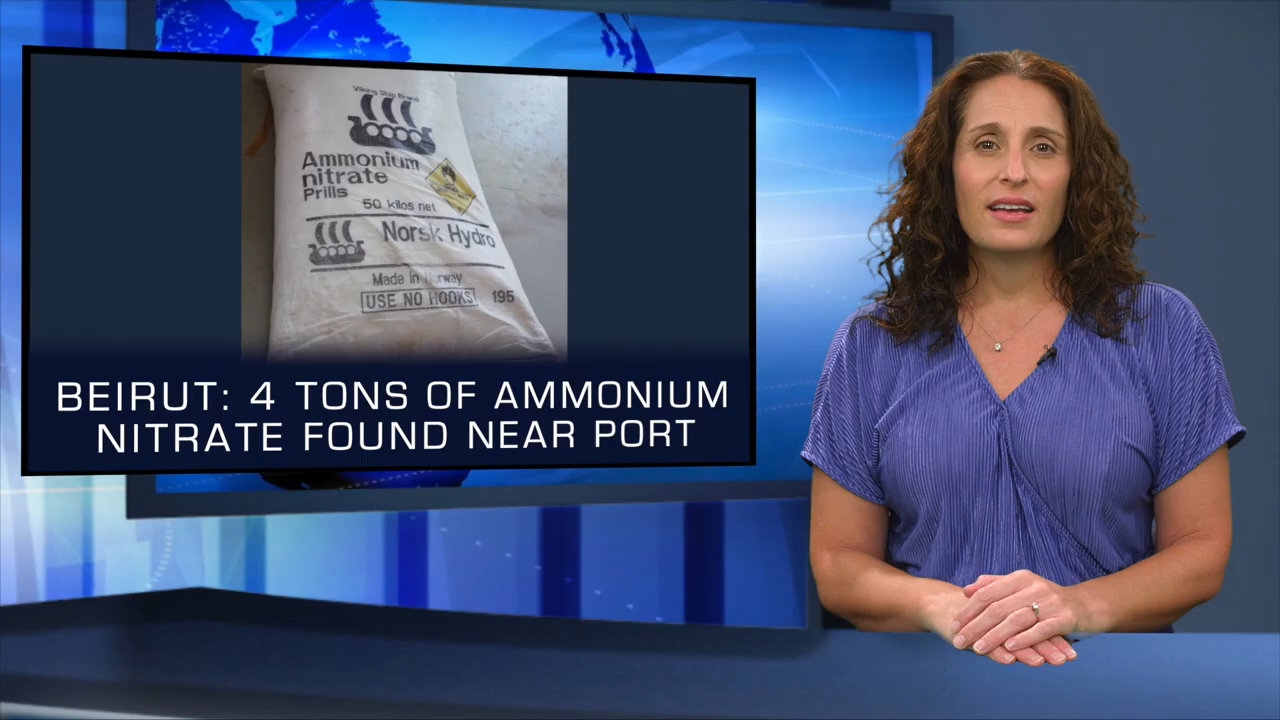 Viking Ship Brand
Ammonium
nitrate
Prills
50 kilos net
Norsk Hydro
Made in Norway
USE NO HOOKS 195
BEIRUT: 4 TONS OF AMMONIUM
NITRATE FOUND NEAR PORT